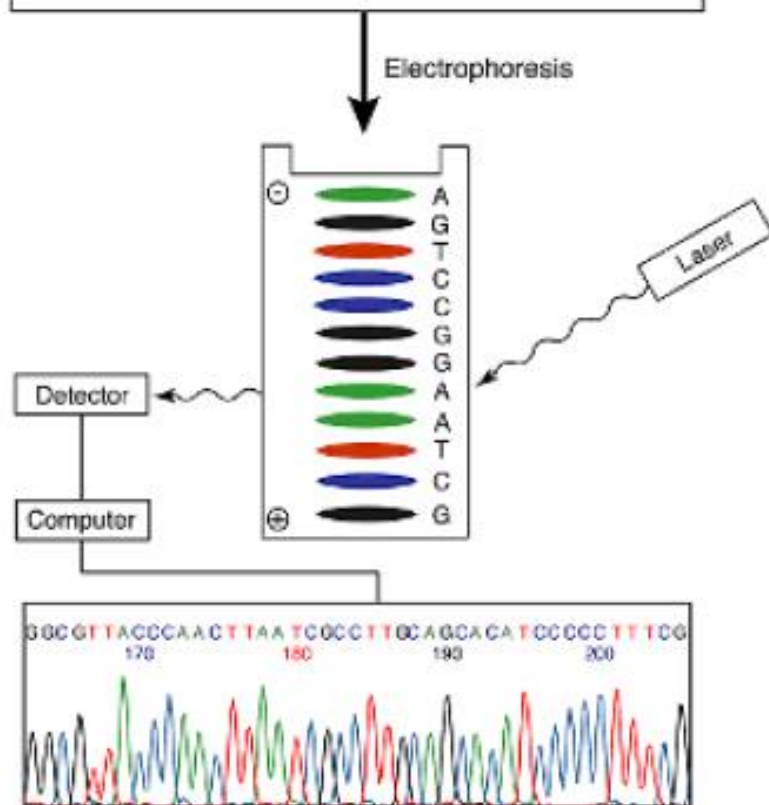 Electrophoresis
⊖
A
G
T
C
C
G
G
A
A
T
C
G
⊕
Laser
Detector
Computer
GGCGTTACCCAACTTAATCGCCTTGCAGCACATCCCCCTTTCG
170 180 190 200